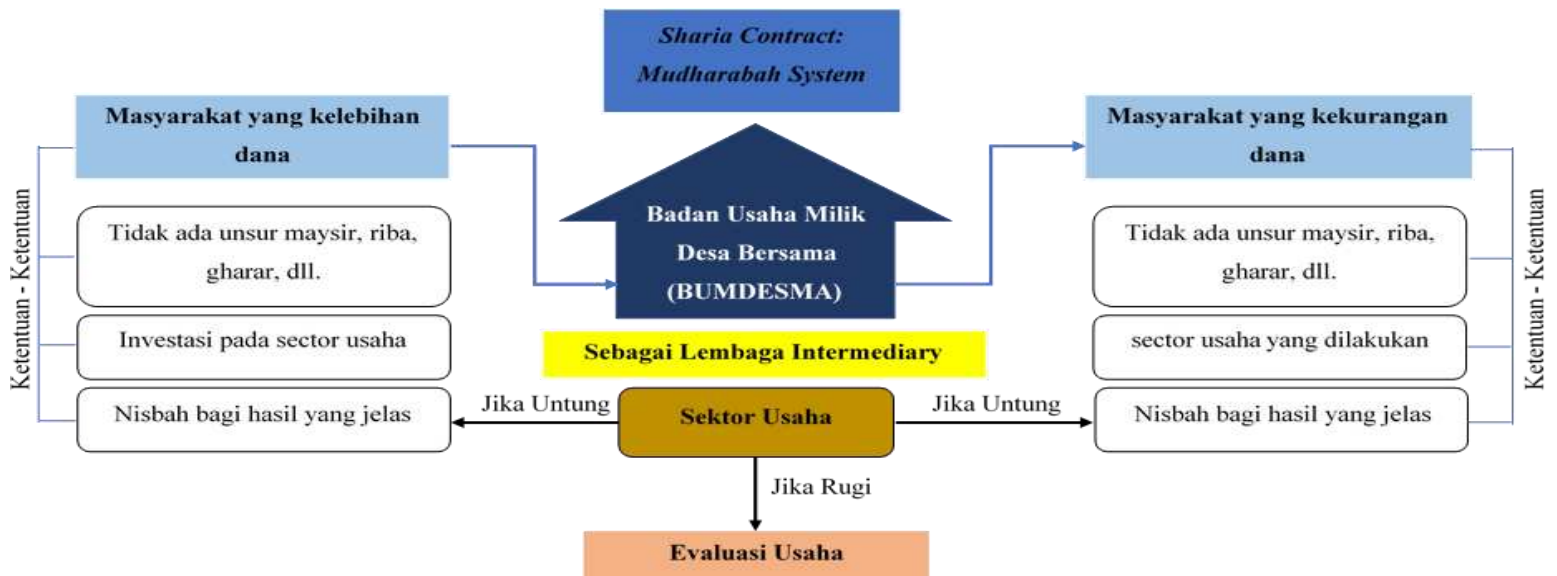 Sharia Contract:
Mudharabah System
Masyarakat yang kelebihan
dana
Masyarakat yang kekurangan
dana
Badan Usaha Milik
Desa Bersama
(BUMDESMA)
Ketentuan - Ketentuan
Tidak ada unsur maysir, riba,
gharar, dll.
Investasi pada sector usaha
Nisbah bagi hasil yang jelas
Tidak ada unsur maysir, riba,
gharar, dll.
sector usaha yang dilakukan
Nisbah bagi hasil yang jelas
Ketentuan - Ketentuan
Sebagai Lembaga Intermediary
Jika Untung
Sektor Usaha
Jika Untung
Jika Rugi
Evaluasi Usaha